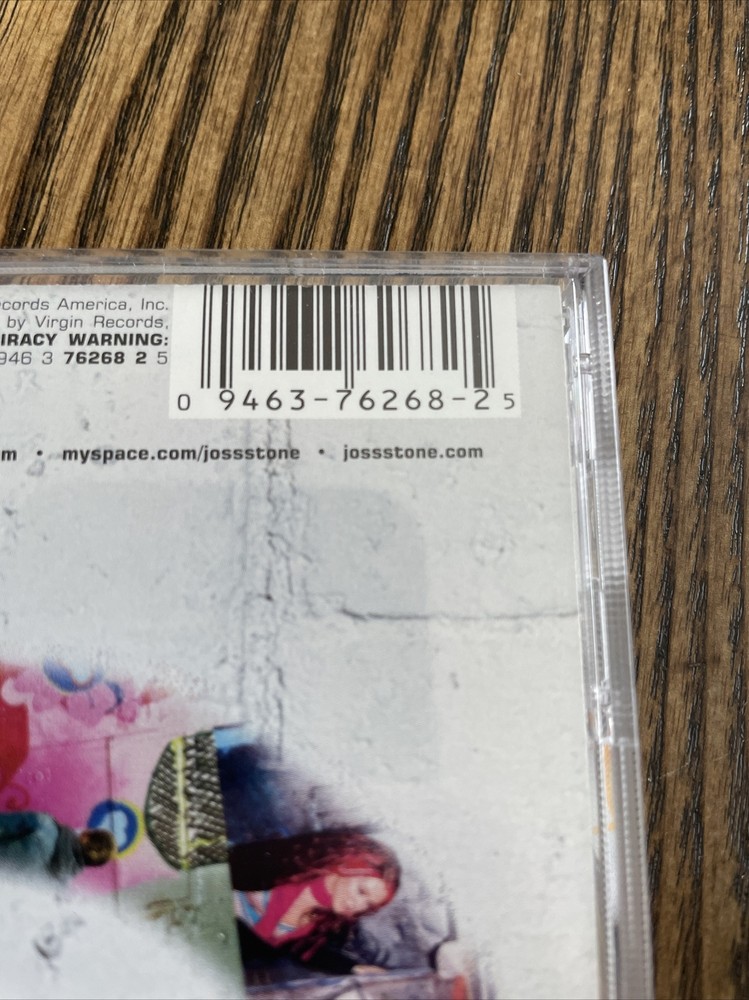 ecords America, Inc.
by Virgin Records,
IRACY WARNING:
946 3 76268 2 5
0 9463-76268-2 5
m • myspace.com/jossstone • jossstone.com